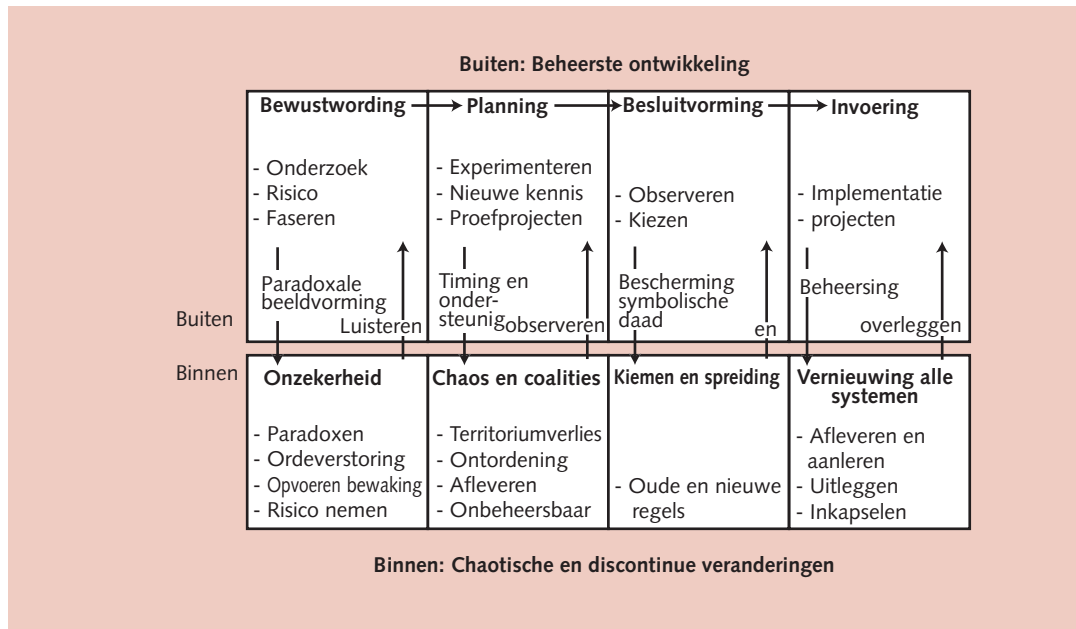 Buiten: Beheerste ontwikkeling
Bewustwording
Planning
Besluitvorming
Invoering
- Onderzoek
- Risico
- Faseren
- Experimenteren
- Nieuwe kennis
- Proefprojecten
- Observeren
- Kiezen
- Implementatie
- projecten
Paradoxale
beeldvorming
Luisteren
Timing en
onder-
steunig
observeren
Bescherming
symbolische
daad
en
Beheersing
overleggen
Buiten
Binnen
Onzekerheid
- Paradoxen
- Ordeverstoring
- Opvoeren bewaking
- Risico nemen
Chaos en coalities
- Territoriumverlies
- Ontordening
- Afleveren
- Onbeheersbaar
Kiemen en spreiding
- Oude en nieuwe
regels
Vernieuwing alle
systemen
- Afleveren en
aanleren
- Uitleggen
- Inkapselen
Binnen: Chaotische en discontinue veranderingen